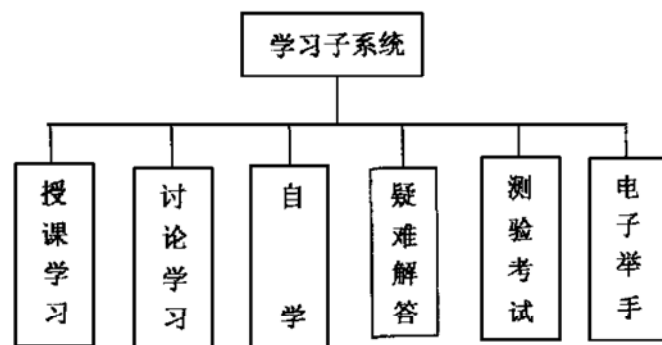 学习子系统
授课学习
讨论学习
自学
疑难解答
测验考试
电子举手